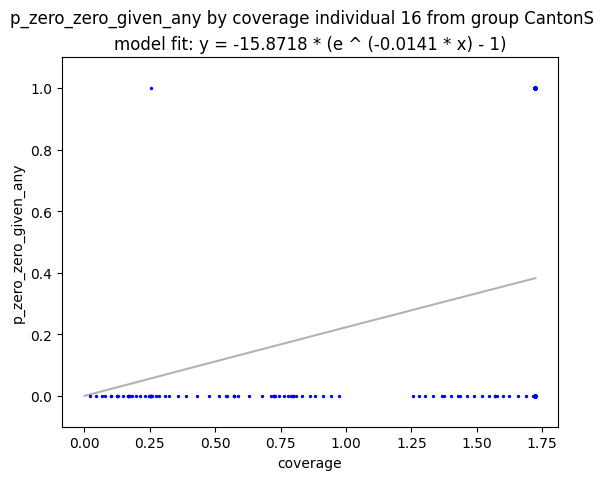 p_zero_zero_given_any by coverage individual 16 from group CantonS
model fit: y = -15.8718 * (e ^ (-0.0141 * x) - 1)
1.0
0.8
0.6
0.4
0.2
0.0
p_zero_zero_given_any
0.00 0.25 0.50 0.75 1.00 1.25 1.50 1.75
coverage